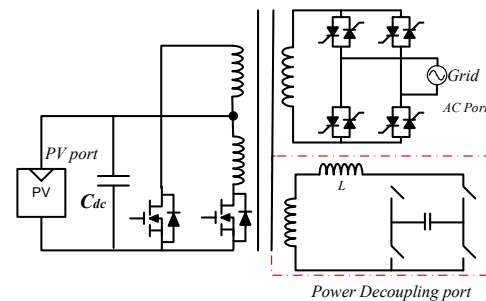 Grid
AC Port
PV port
PV
Cdc
L
Power Decoupling port